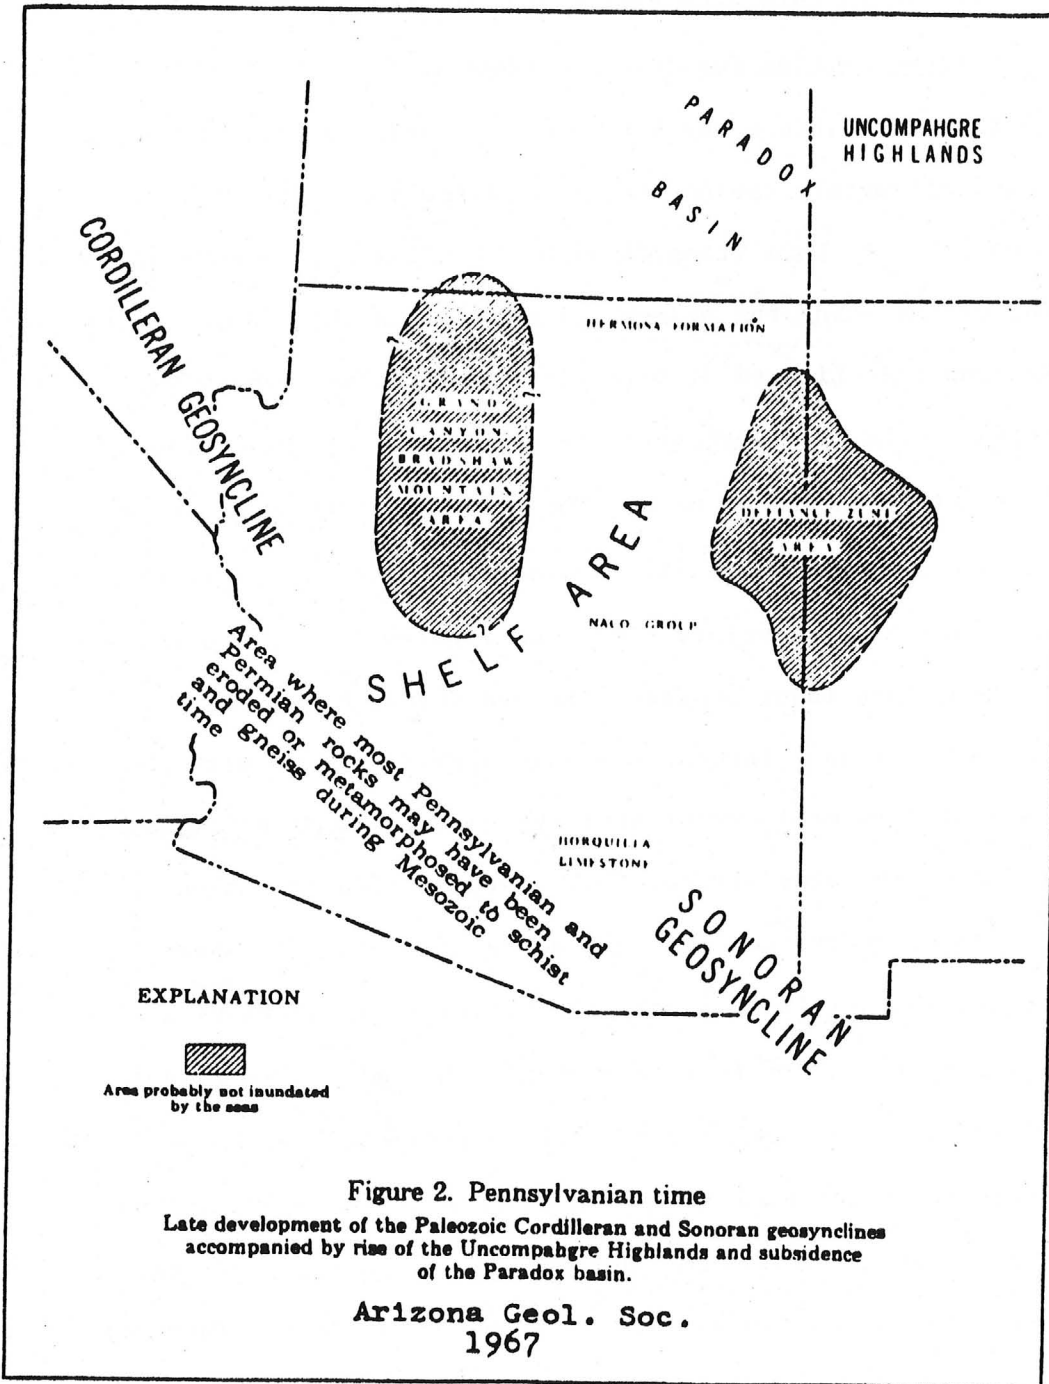 PARADOX
BASIN
UNCOMPAHGRE
HIGHLANDS
CORDILLERAN GEOSYNCLINE
HERMOSA FORMATION
?
?
GRAND
CANYON
BRADSHAW
MOUNTAIN
AREA
?
DEFIANCE ZUNI
AREA
SHELF AREA
NACO GROUP
Area where most Pennsylvanian and
Permian rocks may have been
eroded or metamorphosed to schist
and gneiss during Mesozoic
time
HORQUILLA
LIMESTONE
SONORAN
GEOSYNCLINE
EXPLANATION
Area probably not inundated
by the seas
Figure 2. Pennsylvanian time
Late development of the Paleozoic Cordilleran and Sonoran geosynclines
accompanied by rise of the Uncompahgre Highlands and subsidence
of the Paradox basin.
Arizona Geol. Soc.
1967